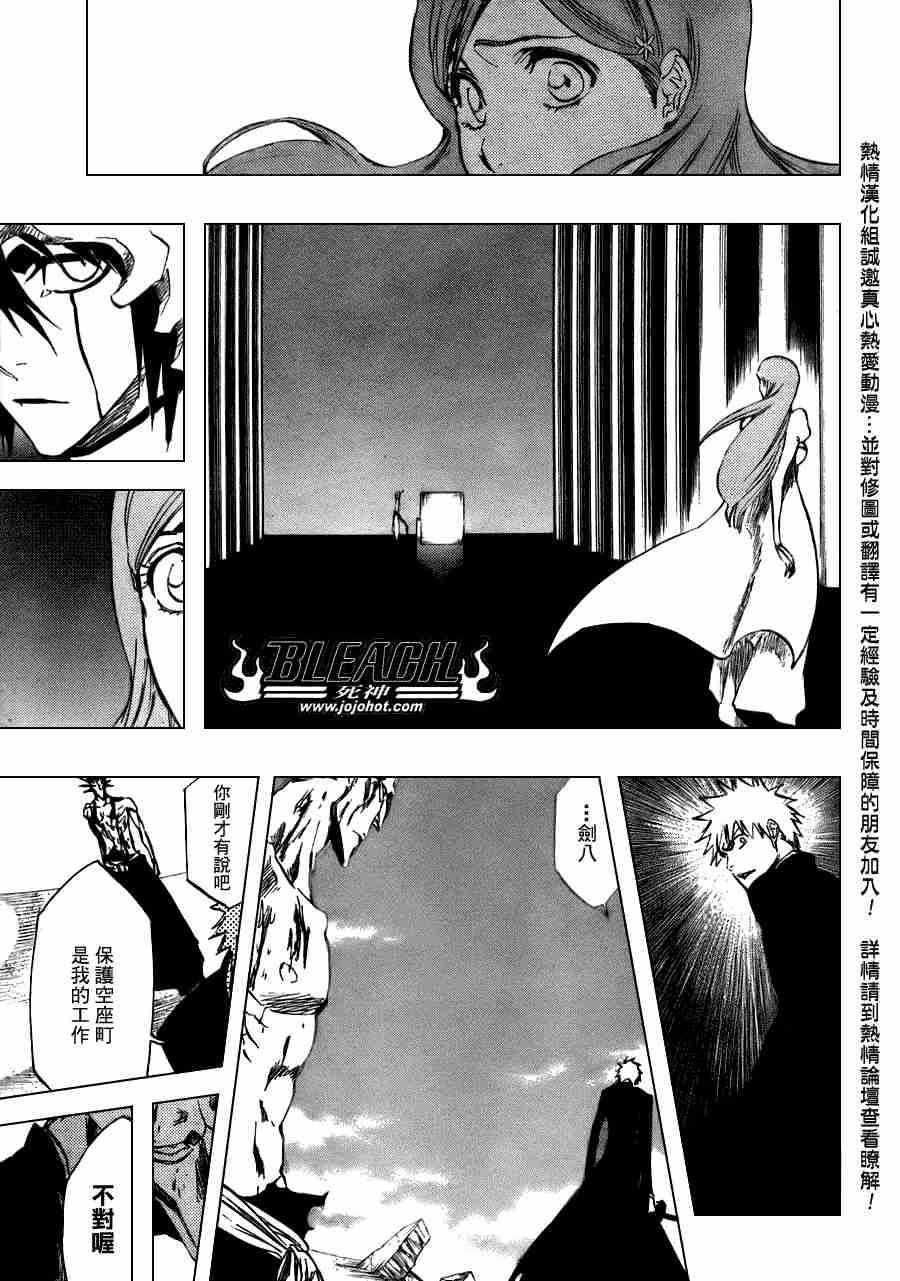 熱情漢化組誠邀真心熱愛動漫…並對修圖或翻譯有一定經驗及時間保障的朋友加入！ 詳情請到熱情論壇查看瞭解！
BLEACH
死神
www.jojohot.com
…劍八
你剛才有說吧
保護空座町
是我的工作
不對喔